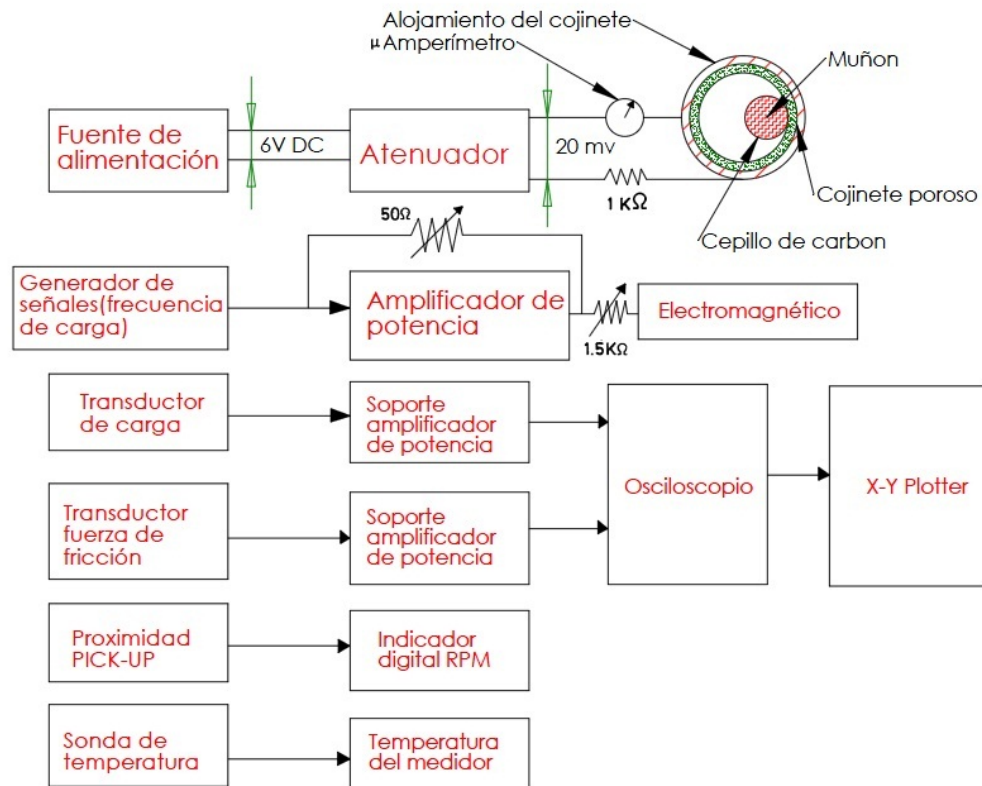 Alojamiento del cojinete
μAmperímetro
Muñon
Fuente de
alimentación
6V DC
Atenuador
20 mv
1 KΩ
Cojinete poroso
Cepillo de carbon
50Ω
Generador de
señales(frecuencia
de carga)
Amplificador de
potencia
1.5KΩ
Electromagnético
Transductor
de carga
Soporte
amplificador
de potencia
Osciloscopio
X-Y Plotter
Transductor
fuerza de
fricción
Soporte
amplificador
de potencia
Proximidad
PICK-UP
Indicador
digital RPM
Sonda de
temperatura
Temperatura
del medidor